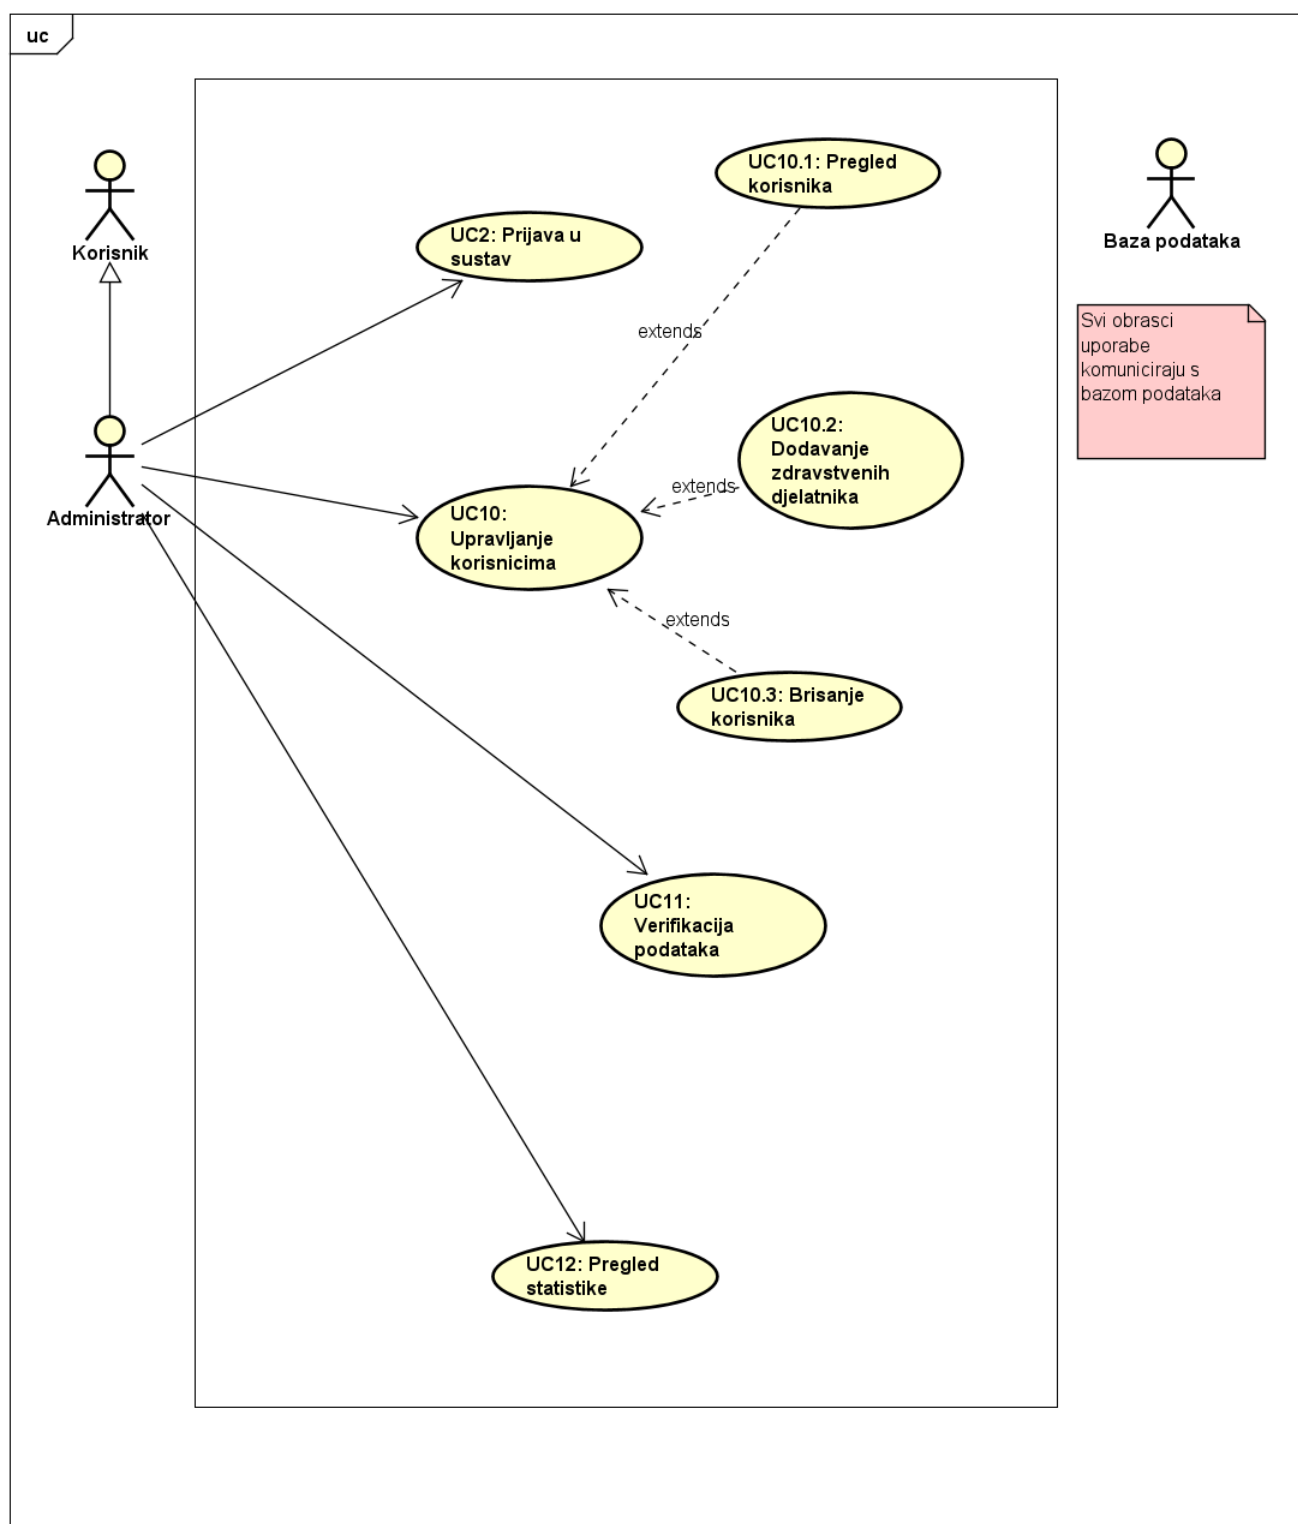 uc
UC10.1: Pregled
korisnika
UC2: Prijava u
sustav
Korisnik
Baza podataka
extends
Svi obrasci
uporabe
komuniciraju s
bazom podataka
UC10.2:
Dodavanje
zdravstvenih
djelatnika
extends
Administrator
UC10:
Upravljanje
korisnicima
extends
UC10.3: Brisanje
korisnika
UC11:
Verifikacija
podataka
UC12: Pregled
statistike